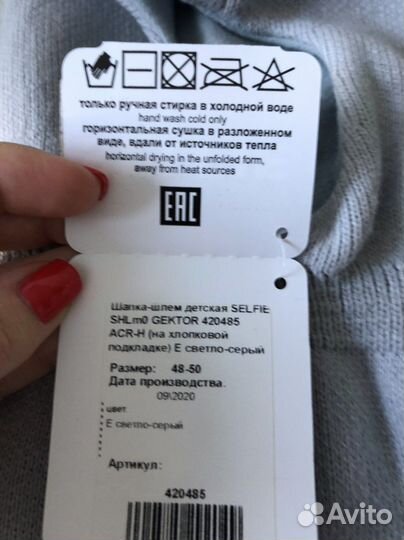 только ручная стирка в холодной воде
hand wash cold only
горизонтальная сушка в разложенном
виде, вдали от источников тепла
horizontal drying in the unfolded form,
away from heat sources
EAC
Шапка-шлем детская SELFIE
SHLm0 GEKTOR 420485
ACR-H (на хлопковой
подкладке) E светло-серый
Размер: 48-50
Дата производства:
09\2020
цвет
E светло-серый
Артикул:
420485
Avito